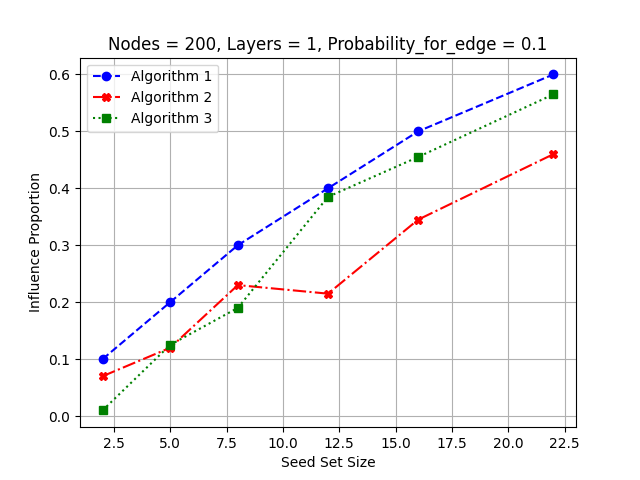 Nodes = 200, Layers = 1, Probability_for_edge = 0.1
Algorithm 1
Algorithm 2
Algorithm 3
0.6
0.5
0.4
0.3
0.2
0.1
0.0
Influence Proportion
2.5 5.0 7.5 10.0 12.5 15.0 17.5 20.0 22.5
Seed Set Size